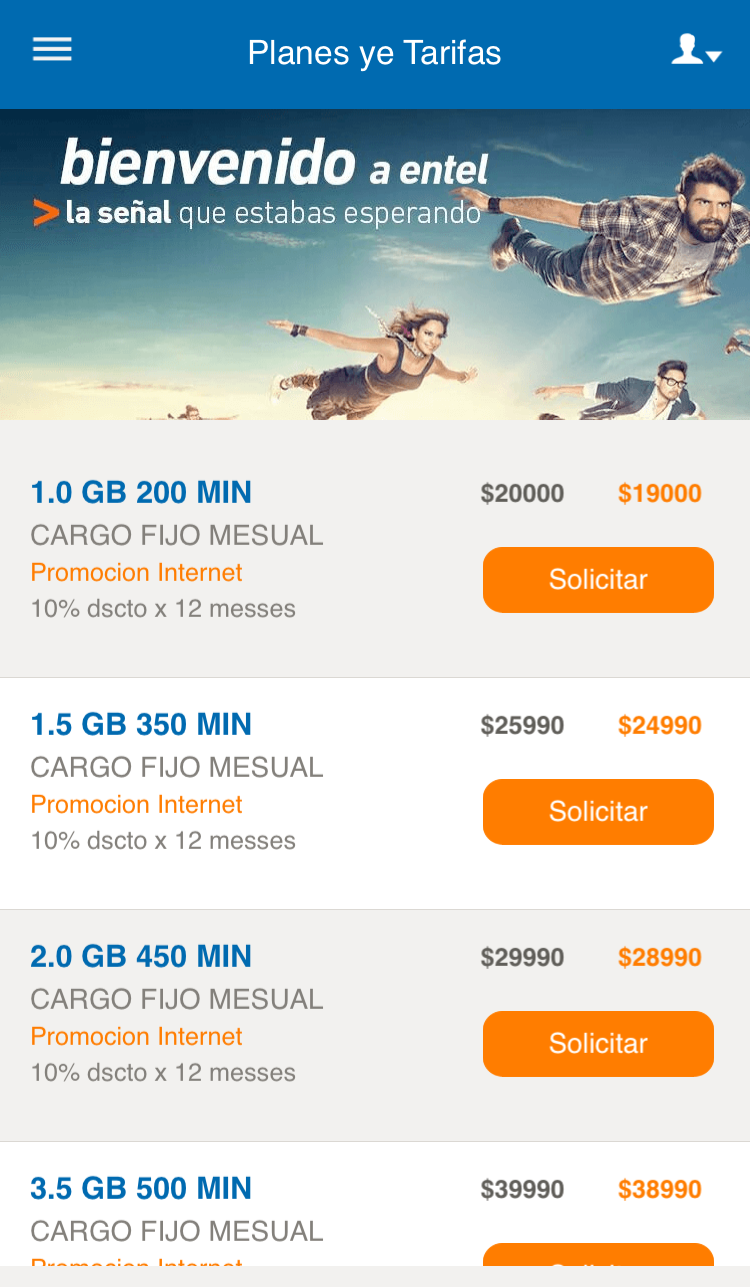 Planes ye Tarifas
bienvenido a entel
> la señal que estabas esperando
1.0 GB 200 MIN $20000 $19000
CARGO FIJO MESUAL
Promocion Internet Solicitar
10% dscto x 12 messes
1.5 GB 350 MIN $25990 $24990
CARGO FIJO MESUAL
Promocion Internet Solicitar
10% dscto x 12 messes
2.0 GB 450 MIN $29990 $28990
CARGO FIJO MESUAL
Promocion Internet Solicitar
10% dscto x 12 messes
3.5 GB 500 MIN $39990 $38990
CARGO FIJO MESUAL
Promocion Internet Solicitar